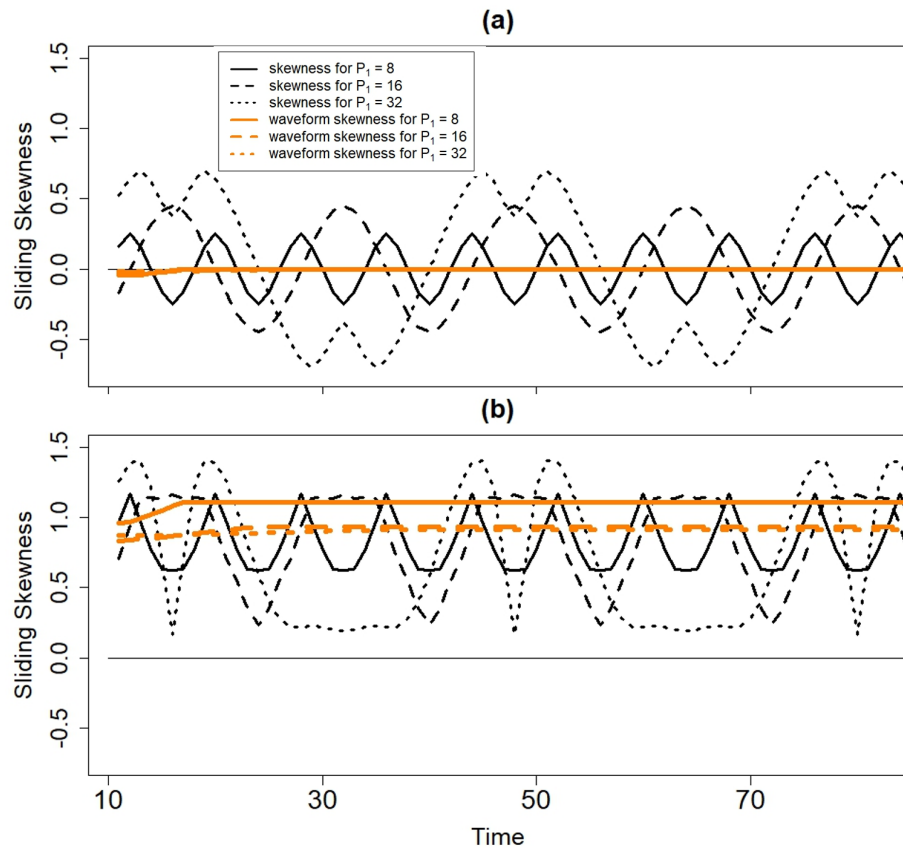 (a)
1.5
1.0
0.5
0.0
-0.5
Sliding Skewness
skewness for P1 = 8
skewness for P1 = 16
skewness for P1 = 32
waveform skewness for P1 = 8
waveform skewness for P1 = 16
waveform skewness for P1 = 32
(b)
1.5
1.0
0.5
0.0
-0.5
Sliding Skewness
10 30 50 70
Time